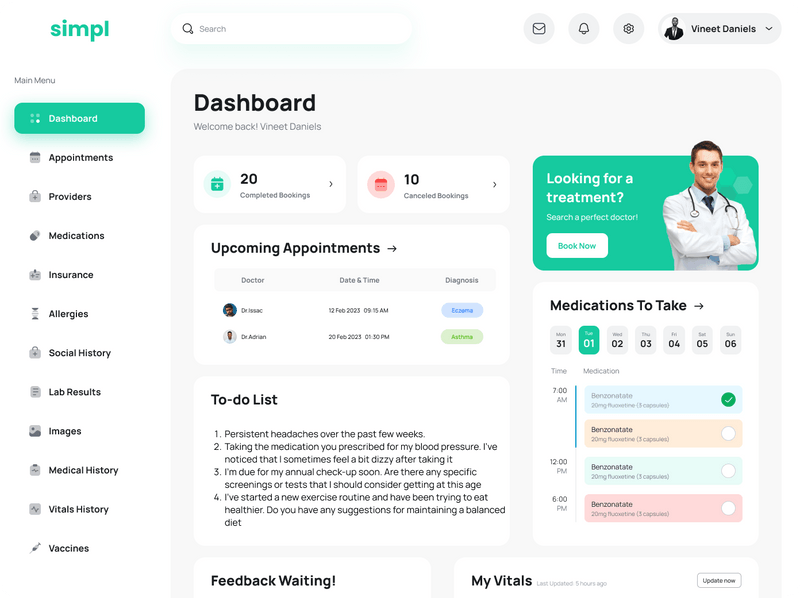 simpl
Search
Vineet Daniels
Main Menu
Dashboard
Appointments
Providers
Medications
Insurance
Allergies
Social History
Lab Results
Images
Medical History
Vitals History
Vaccines
Dashboard
Welcome back! Vineet Daniels
20
Completed Bookings
10
Canceled Bookings
Looking for a
treatment?
Search a perfect doctor!
Book Now
Upcoming Appointments
Doctor Date & Time Diagnosis
Dr.Issac 12 Feb 2023 09:15 AM Eczama
Dr.Adrian 20 Feb 2023 01:30 PM Asthma
To-do List
1. Persistent headaches over the past few weeks.
2. Taking the medication you prescribed for my blood pressure. I've
noticed that I sometimes feel a bit dizzy after taking it
3. I'm due for my annual check-up soon. Are there any specific
screenings or tests that I should consider getting at this age
4. I've started a new exercise routine and have been trying to eat
healthier. Do you have any suggestions for maintaining a balanced
diet
Medications To Take
Mon Tue Wed Thu Fri Sat Sun
31 01 02 03 04 05 06
Time Medication
7:00
AM
Benzonatate
20mg fluoxetine (3 capsules)
Benzonatate
20mg fluoxetine (3 capsules)
12:00
PM
Benzonatate
20mg fluoxetine (3 capsules)
6:00
PM
Benzonatate
20mg fluoxetine (3 capsules)
Feedback Waiting!
My Vitals Last Updated: 5 hours ago
Update now